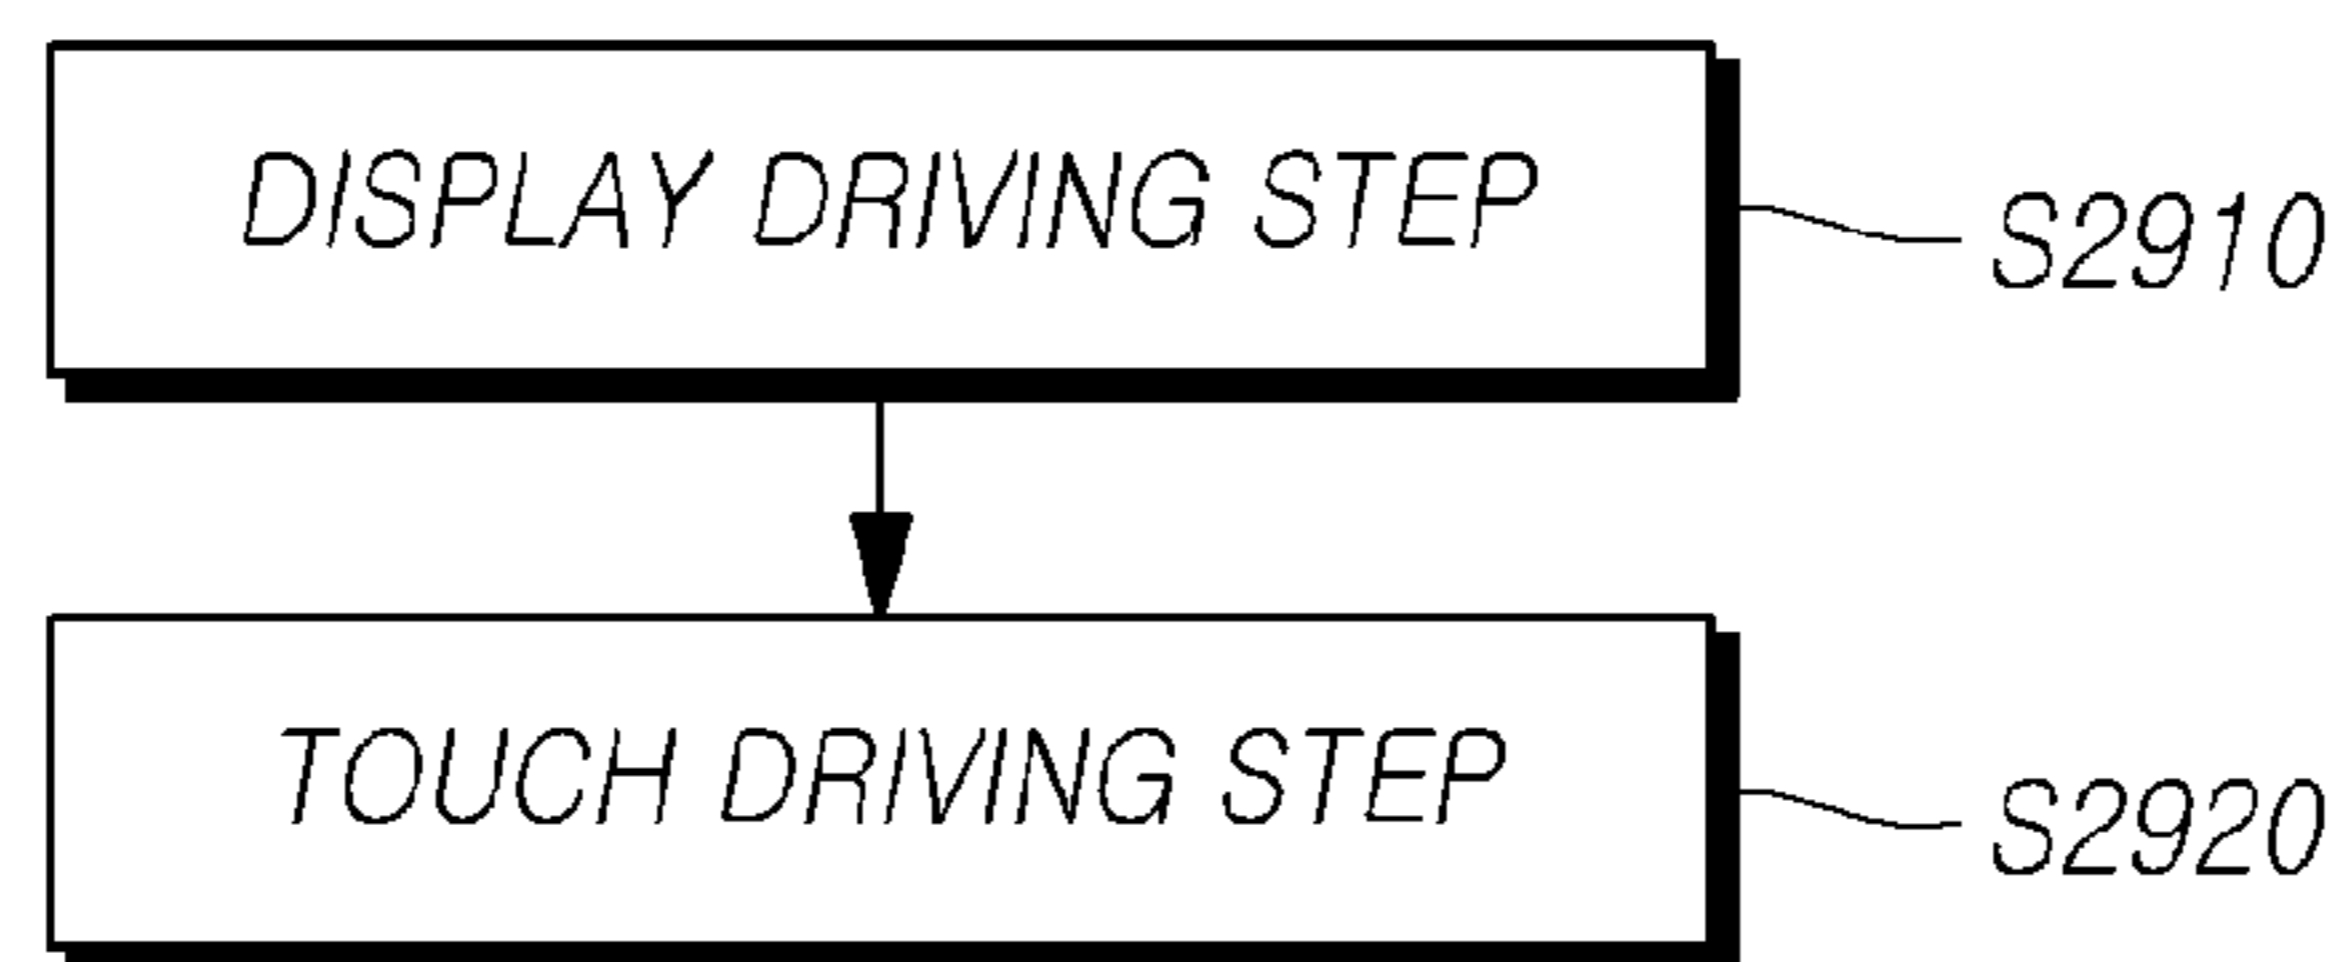 DISPLAY DRIVING STEP
S2910
TOUCH DRIVING STEP
S2920